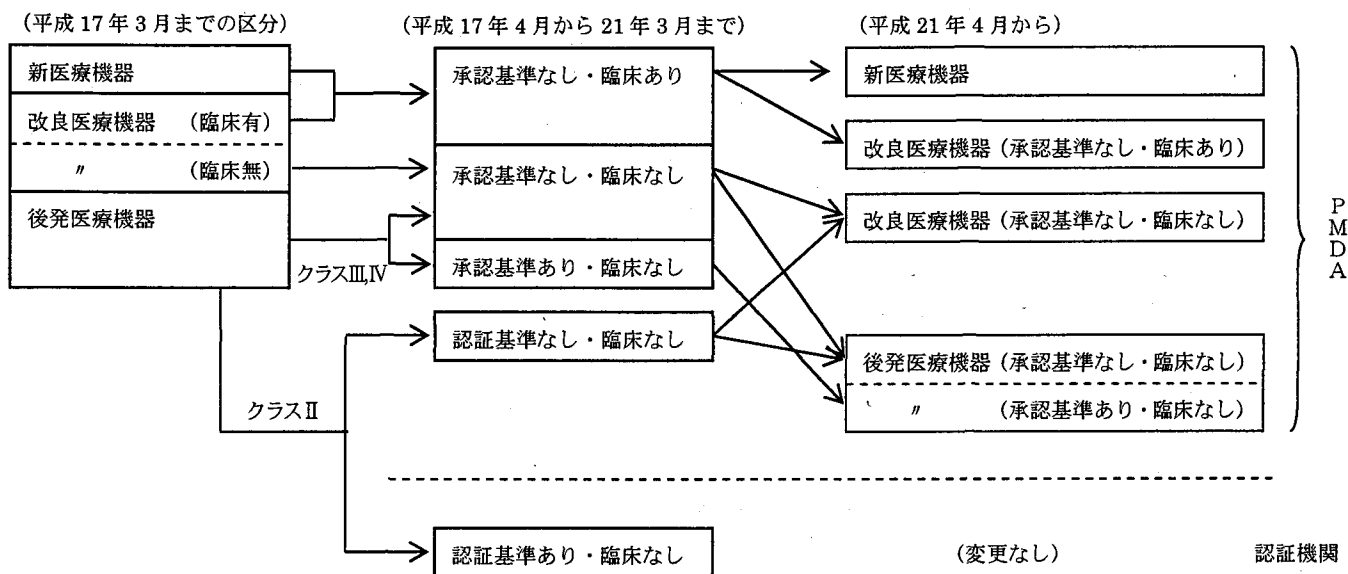 (平成 17 年 3 月までの区分)
(平成 17 年 4 月から 21 年 3 月まで)
(平成 21 年 4 月から)
新医療機器
改良医療機器 (臨床有)
〃 (臨床無)
後発医療機器
クラスⅢ,Ⅳ
クラスⅡ
承認基準なし・臨床あり
承認基準なし・臨床なし
承認基準あり・臨床なし
認証基準なし・臨床なし
認証基準あり・臨床なし
新医療機器
改良医療機器 (承認基準なし・臨床あり)
改良医療機器 (承認基準なし・臨床なし)
後発医療機器 (承認基準なし・臨床なし)
〃 (承認基準あり・臨床なし)
(変更なし)
PMDA
認証機関